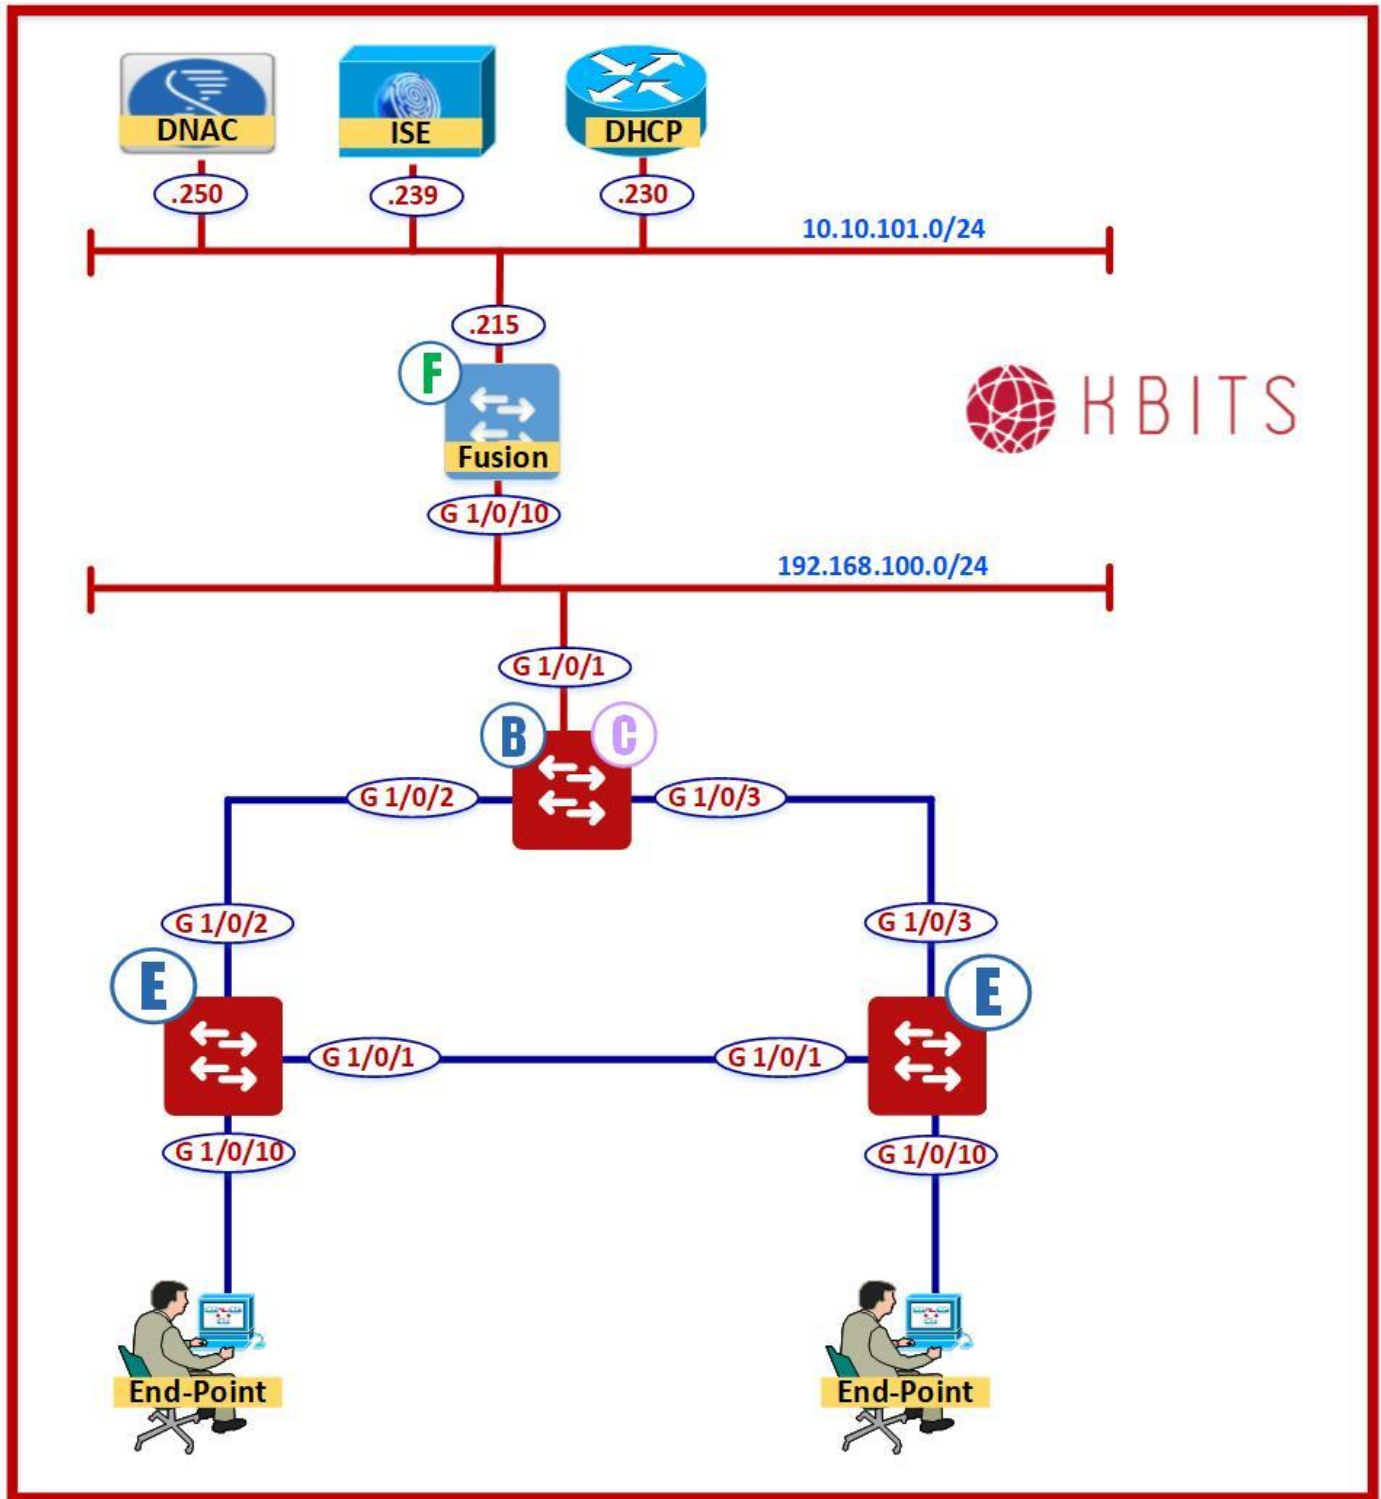 DNAC
ISE
DHCP
.250
.239
.230
10.10.101.0/24
.215
F
Fusion
KBITS
G 1/0/10
192.168.100.0/24
G 1/0/1
B
C
G 1/0/2
G 1/0/3
G 1/0/2
G 1/0/3
E
E
G 1/0/1
G 1/0/1
G 1/0/10
G 1/0/10
End-Point
End-Point